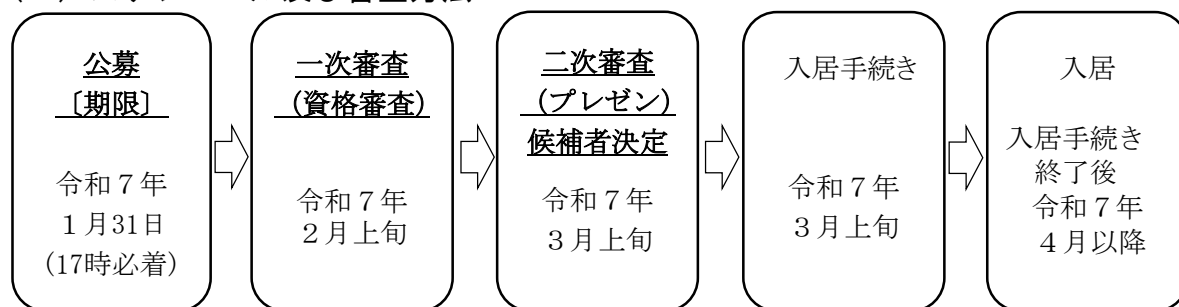 公募
〔期限〕
令和７年
１月31日
(17時必着)
一次審査
（資格審査）
令和７年
２月上旬
二次審査
（プレゼン）
候補者決定
令和７年
３月上旬
入居手続き
令和７年
３月上旬
入居
入居手続き
終了後
令和７年
４月以降